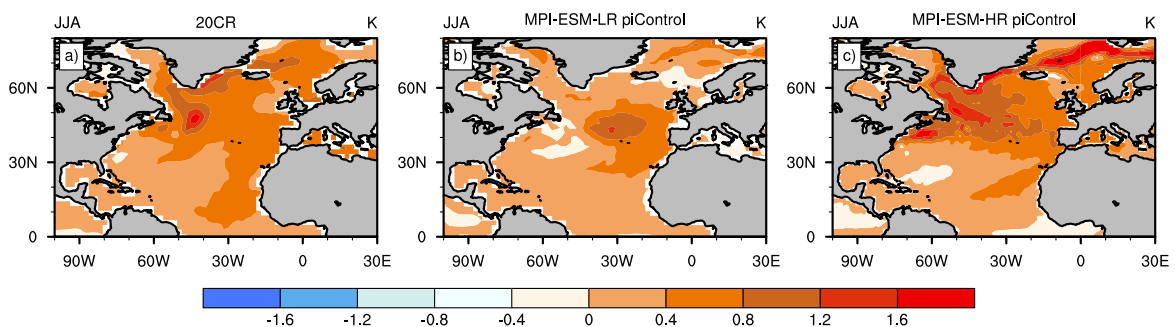 JJA 20CR K
JJA MPI-ESM-LR piControl K
JJA MPI-ESM-HR piControl K
a)
b)
c)
60N
30N
0
90W 60W 30W 0 30E
60N
30N
0
90W 60W 30W 0 30E
60N
30N
0
90W 60W 30W 0 30E
-1.6 -1.2 -0.8 -0.4 0 0.4 0.8 1.2 1.6